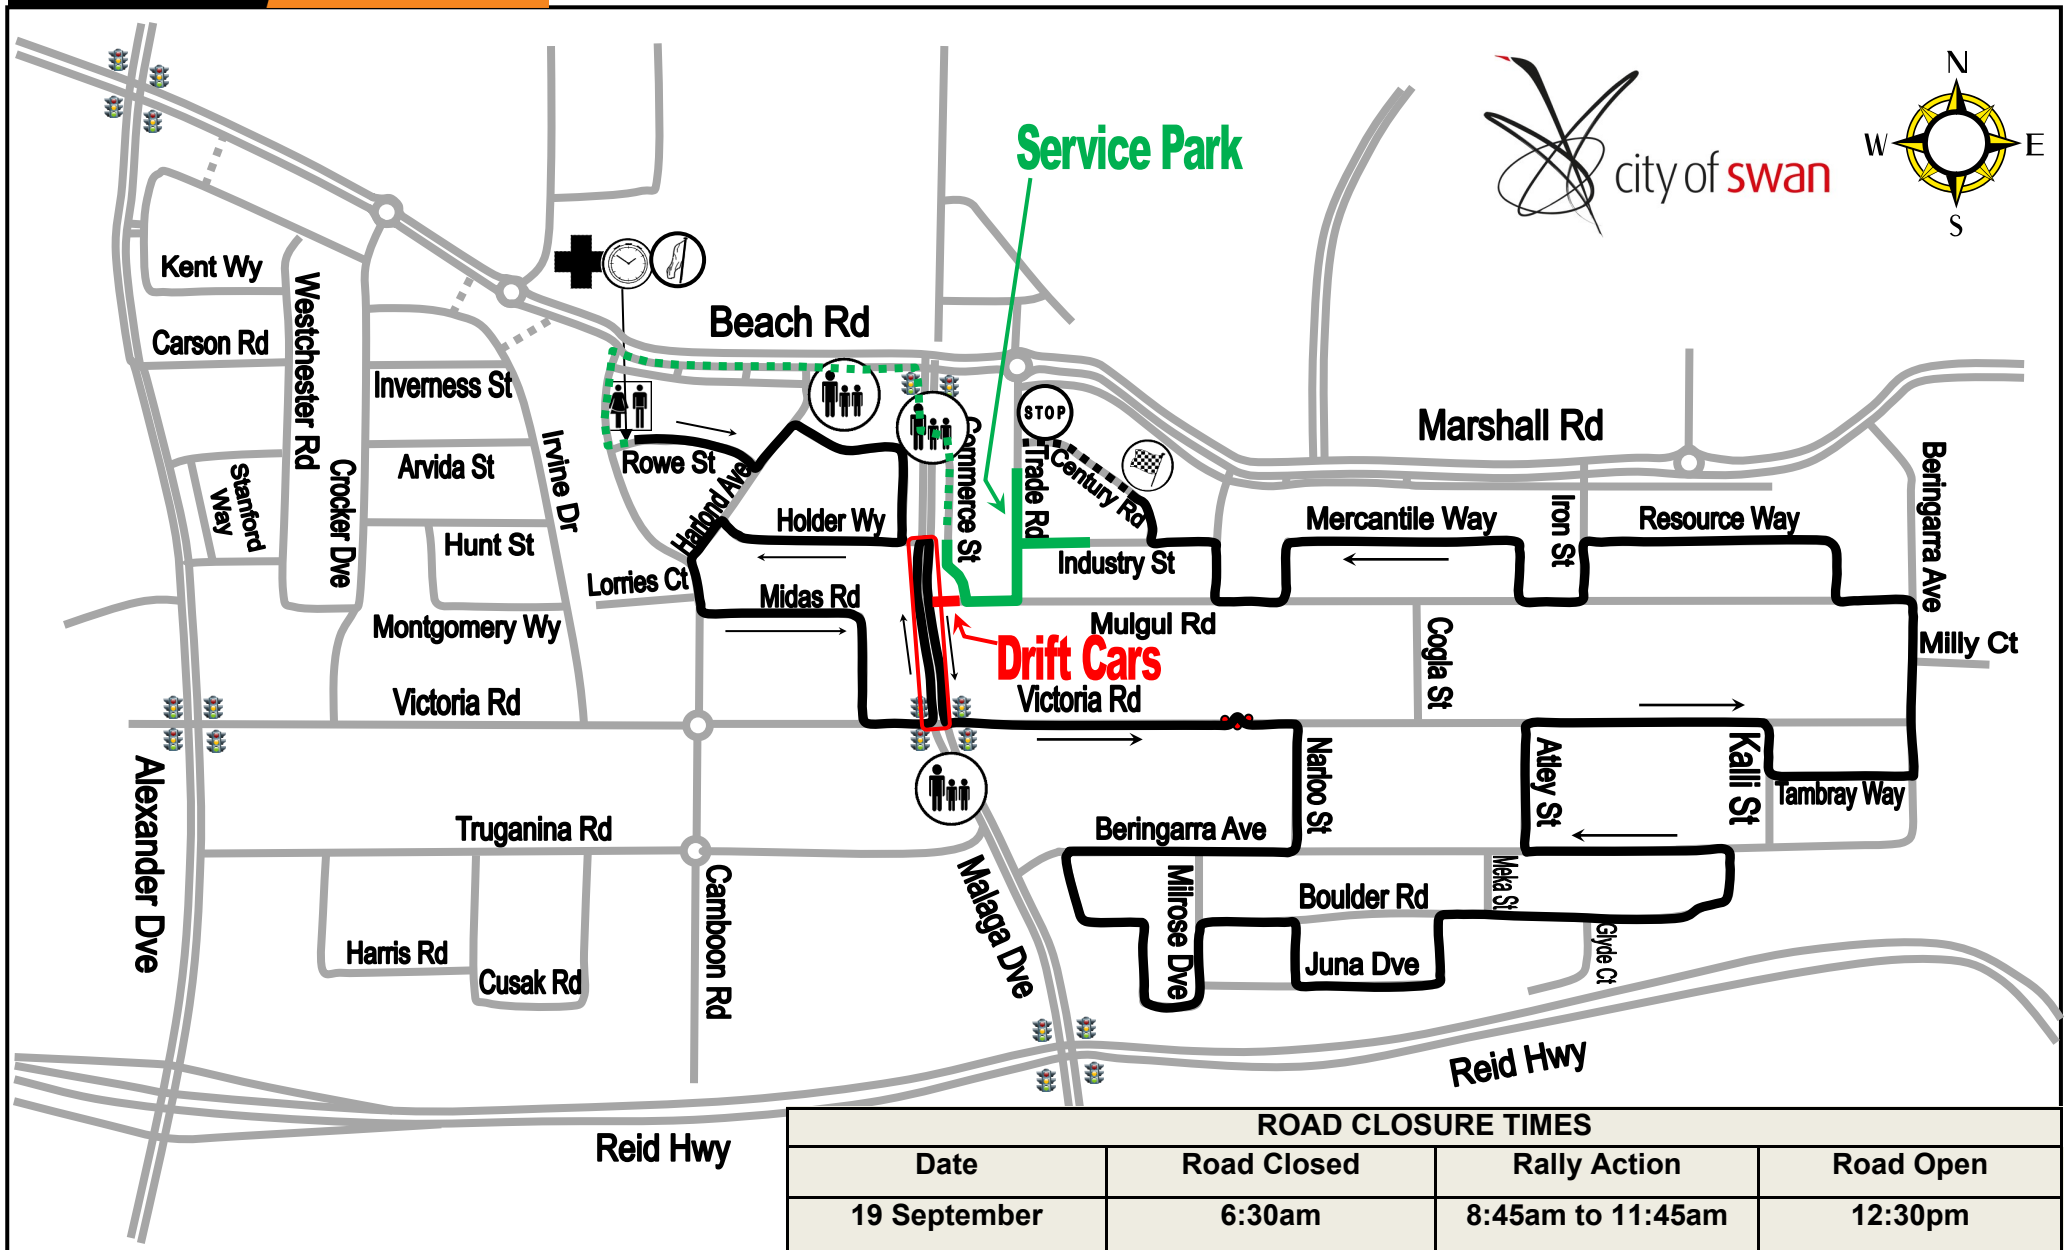 N
W E
S
city of swan
Service Park
Kent Wy
Westchester Rd
Beach Rd
Carson Rd
Inverness St
STOP
Marshall Rd
Irvine Dr
Arvida St
Crocker Dve
Stanford
Way
Rowe St
Harlond Ave
Commerce St
Trade Rd
Century Rd
Beringarra Ave
Holder Wy
Mercantile Way
Iron St
Resource Way
Hunt St
Industry St
Lorries Ct
Midas Rd
Montgomery Wy
Mulgul Rd
Cogla St
Milly Ct
Drift Cars
Victoria Rd
Victoria Rd
Alexander Dve
Narloo St
Atley St
Kalli St
Tambray Way
Truganina Rd
Beringarra Ave
Camboon Rd
Malaga Dve
Milrose Dve
Meka St
Boulder Rd
Glyde Ct
Harris Rd
Cusak Rd
Juna Dve
Reid Hwy
Reid Hwy
ROAD CLOSURE TIMES
Date Road Closed Rally Action Road Open
19 September 6:30am 8:45am to 11:45am 12:30pm